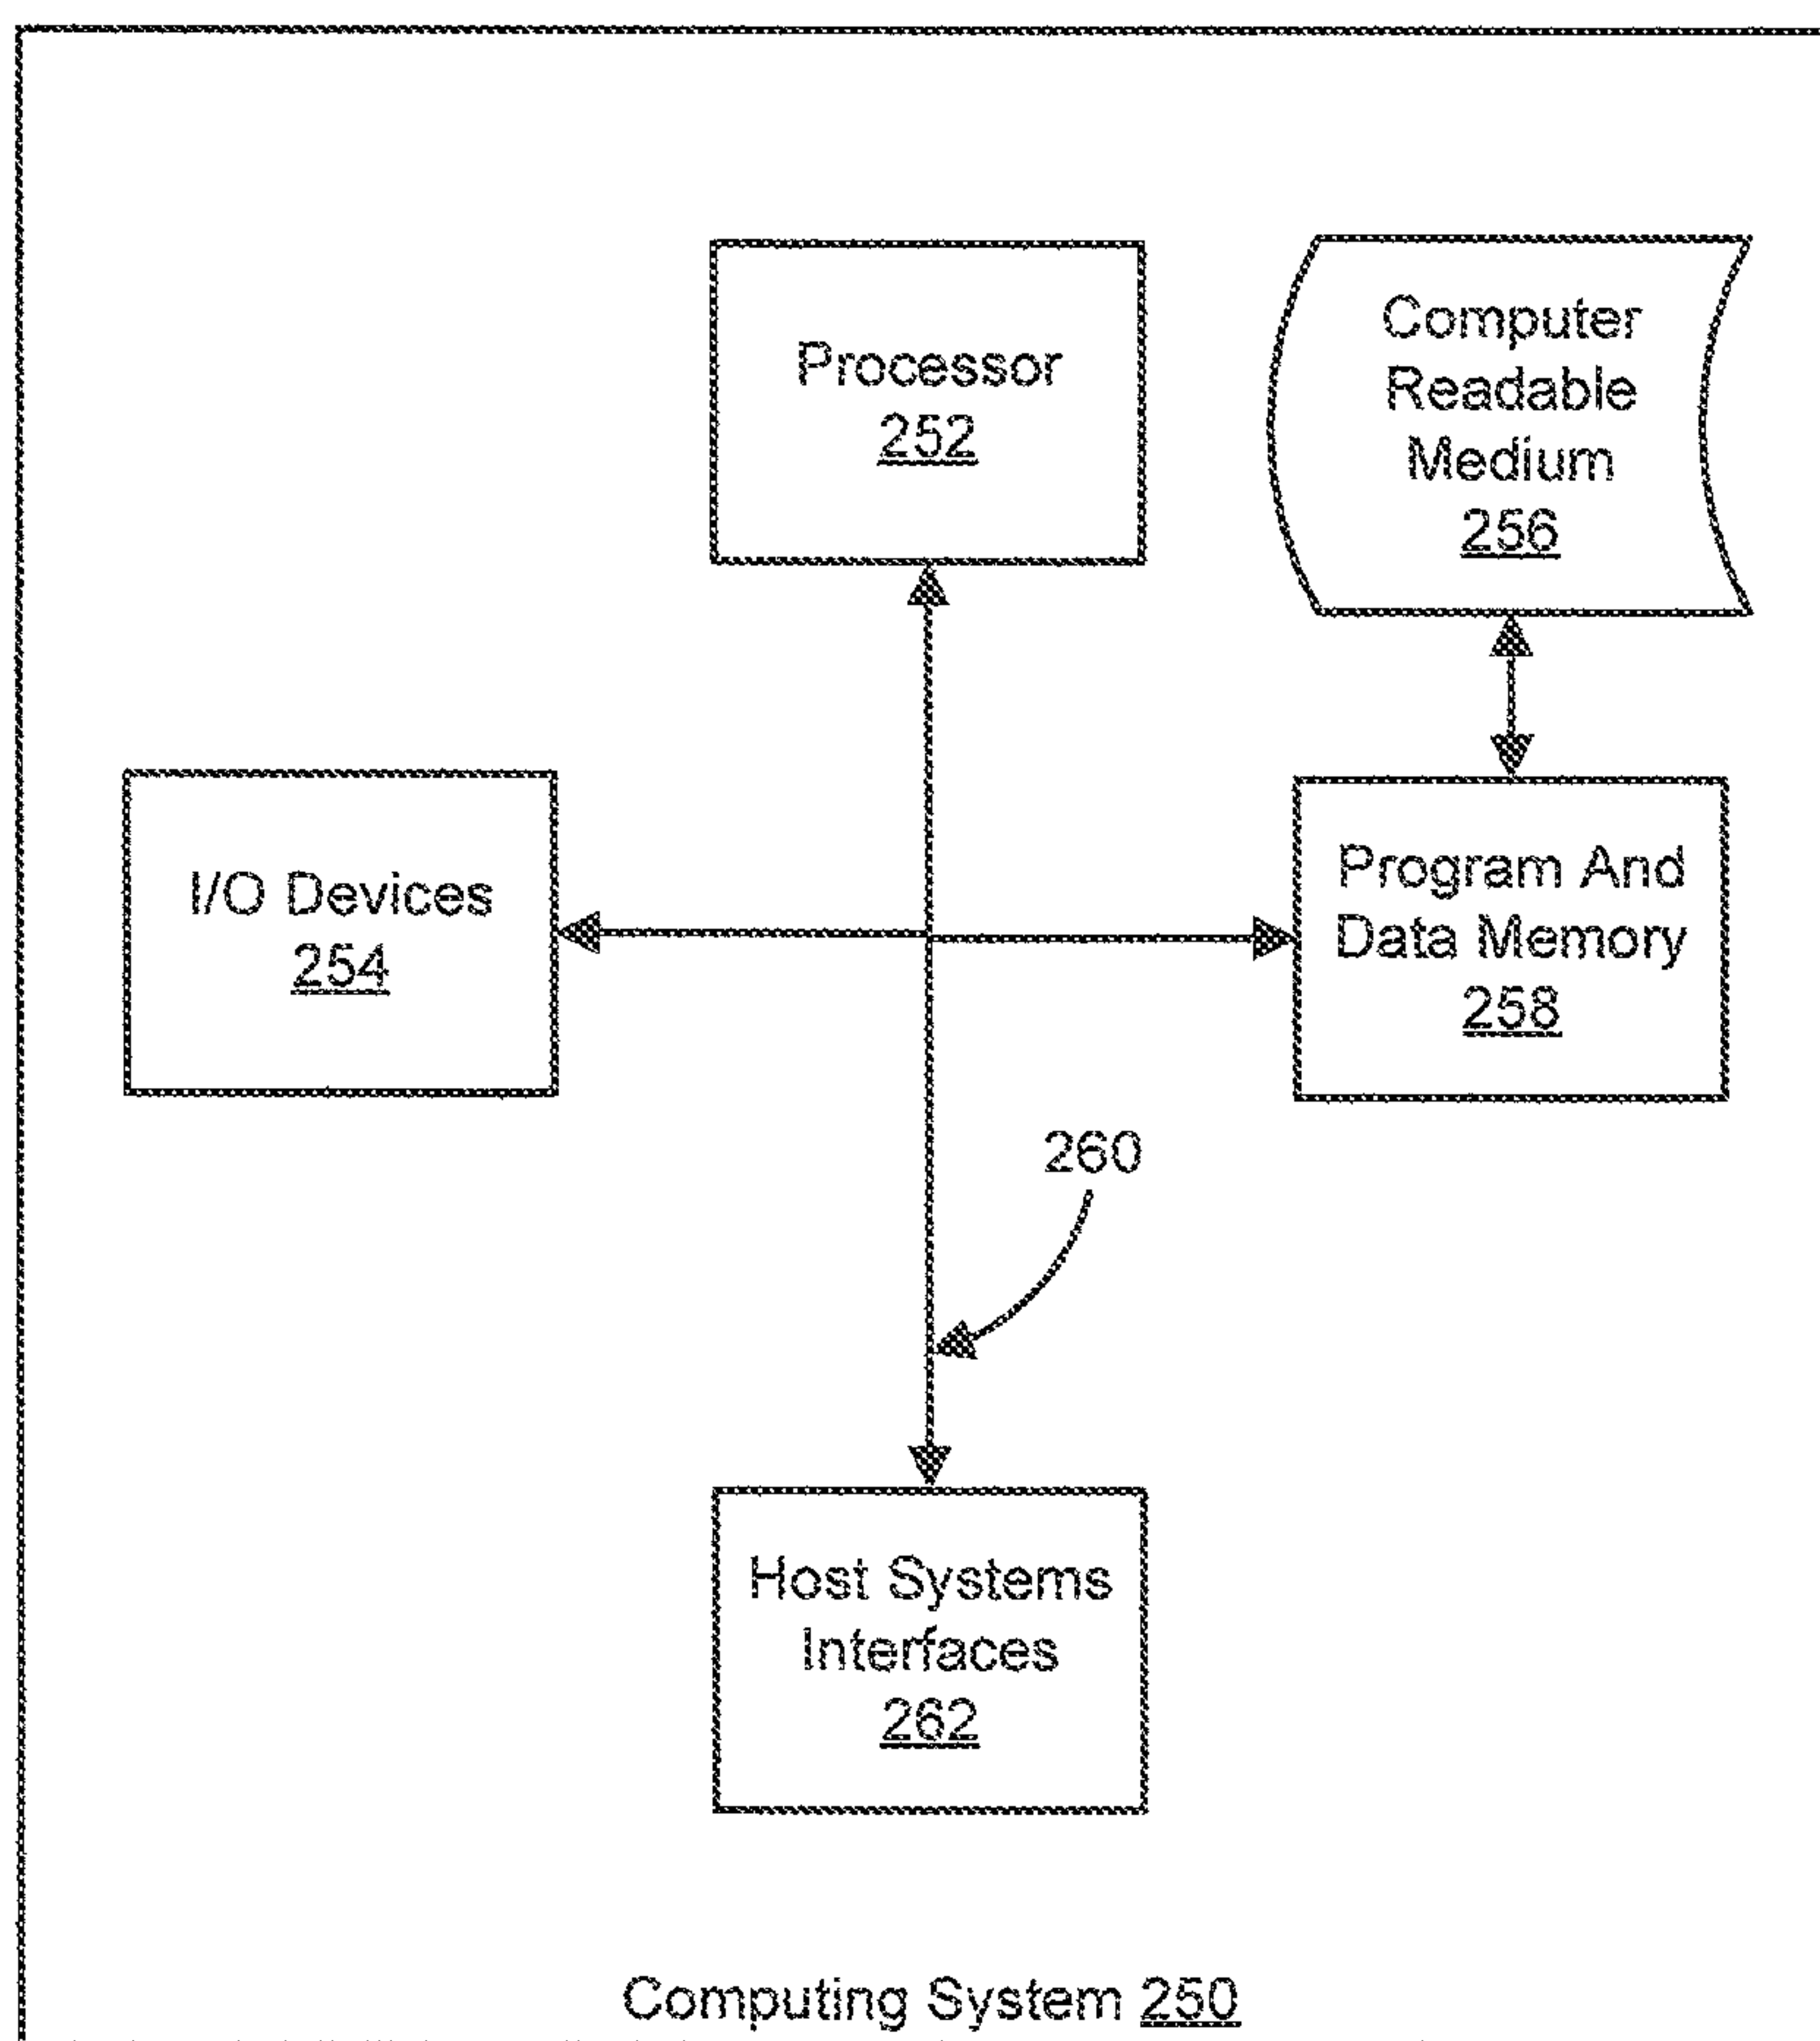 Processor
252
Computer
Readable
Medium
256
I/O Devices
254
Program And
Data Memory
258
260
Host Systems
Interfaces
262
Computing System 250